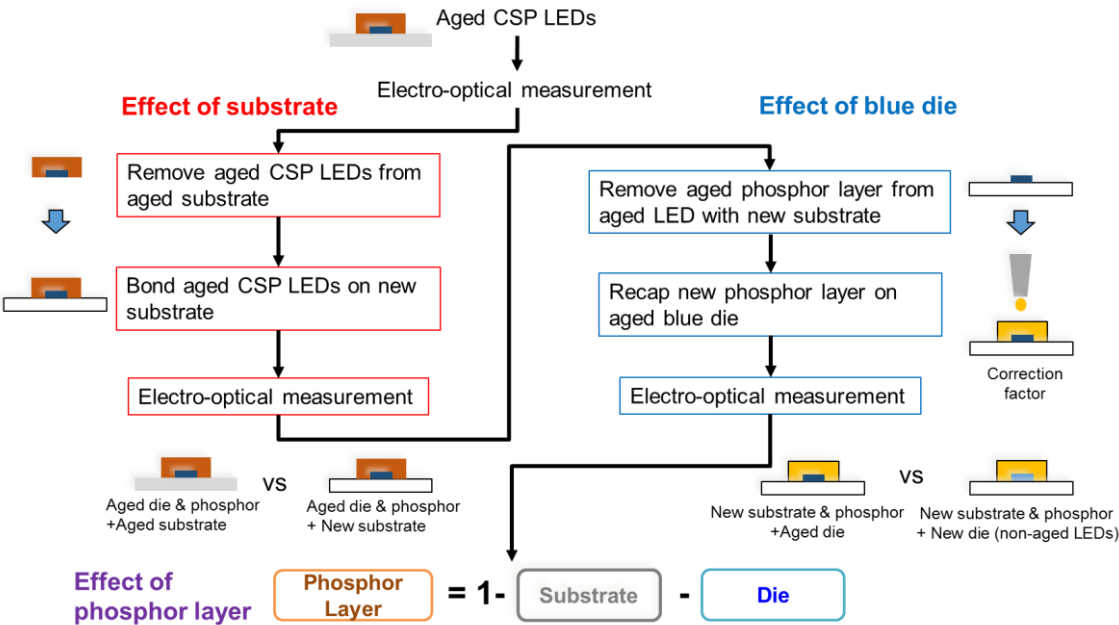 Aged CSP LEDs
Electro-optical measurement
Effect of substrate
Effect of blue die
Remove aged CSP LEDs from
aged substrate
Bond aged CSP LEDs on new
substrate
Electro-optical measurement
Remove aged phosphor layer from
aged LED with new substrate
Recap new phosphor layer on
aged blue die
Electro-optical measurement
Correction
factor
vs
Aged die & phosphor
+Aged substrate
Aged die & phosphor
+ New substrate
vs
New substrate & phosphor
+Aged die
New substrate & phosphor
+ New die (non-aged LEDs)
Effect of
phosphor layer
Phosphor
Layer
= 1-
Substrate
-
Die